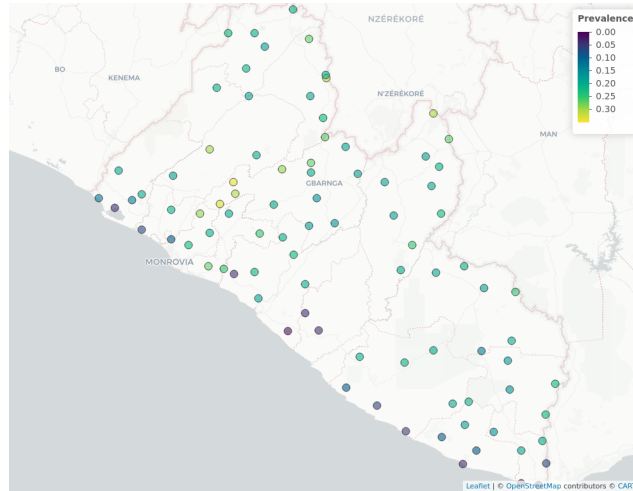 Prevalence
0.00
0.05
0.10
0.15
0.20
0.25
0.30
NZÉRÉKORÉ
BO
KENEMA
N'ZÉRÉKORÉ
MAN
GBARNGA
MONROVIA
Leaflet | © OpenStreetMap contributors © CART